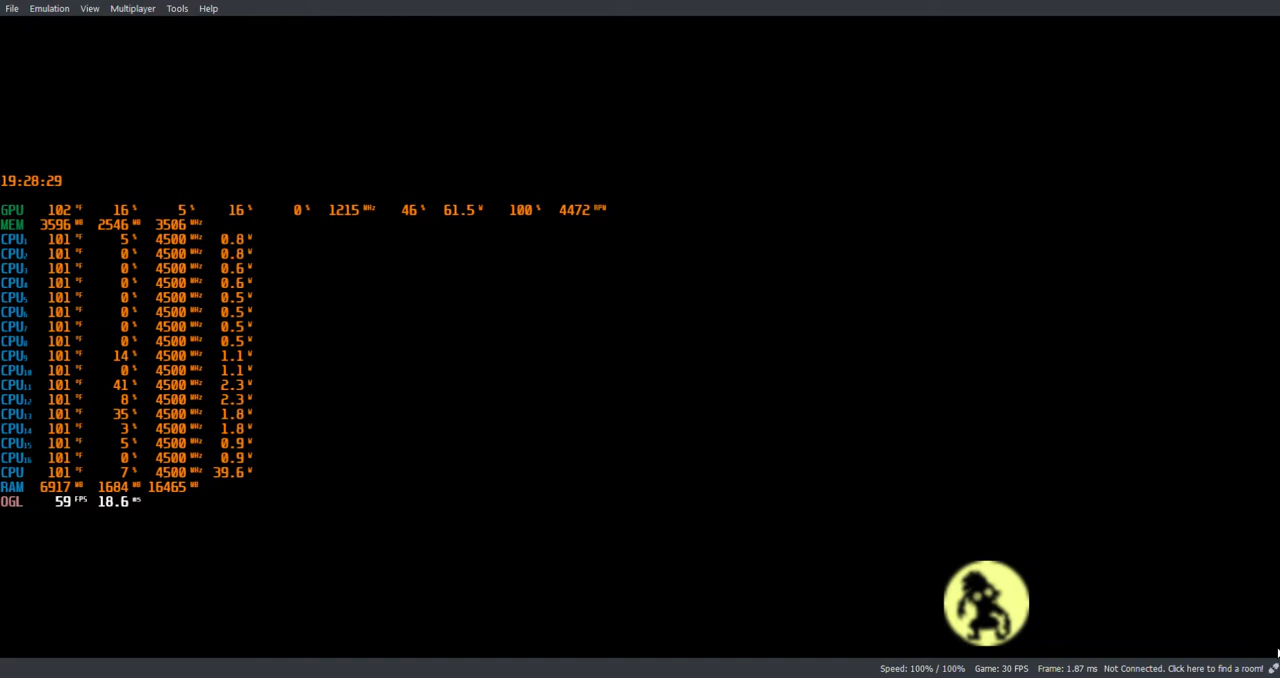 File Emulation View Multiplayer Tools Help
19:28:29
GPU 102 °F 16 % 5 % 16 % 0 % 1215 MHz 46 % 61.5 W 100 % 4472 RPM
MEM 3596 MB 2546 MB 3506 MHz
CPU1 101 °F 5 % 4500 MHz 0.8 W
CPU2 101 °F 0 % 4500 MHz 0.8 W
CPU3 101 °F 0 % 4500 MHz 0.6 W
CPU4 101 °F 0 % 4500 MHz 0.6 W
CPU5 101 °F 0 % 4500 MHz 0.5 W
CPU6 101 °F 0 % 4500 MHz 0.5 W
CPU7 101 °F 0 % 4500 MHz 0.5 W
CPU8 101 °F 0 % 4500 MHz 0.5 W
CPU9 101 °F 14 % 4500 MHz 1.1 W
CPU10 101 °F 0 % 4500 MHz 1.1 W
CPU11 101 °F 41 % 4500 MHz 2.3 W
CPU12 101 °F 8 % 4500 MHz 2.3 W
CPU13 101 °F 35 % 4500 MHz 1.8 W
CPU14 101 °F 3 % 4500 MHz 1.8 W
CPU15 101 °F 5 % 4500 MHz 0.9 W
CPU16 101 °F 0 % 4500 MHz 0.9 W
CPU 101 °F 7 % 4500 MHz 39.6 W
RAM 6917 MB 1684 MB 16465 MB
OGL 59 FPS 18.6 MS
Speed: 100% / 100% Game: 30 FPS Frame: 1.87 ms Not Connected. Click here to find a room!